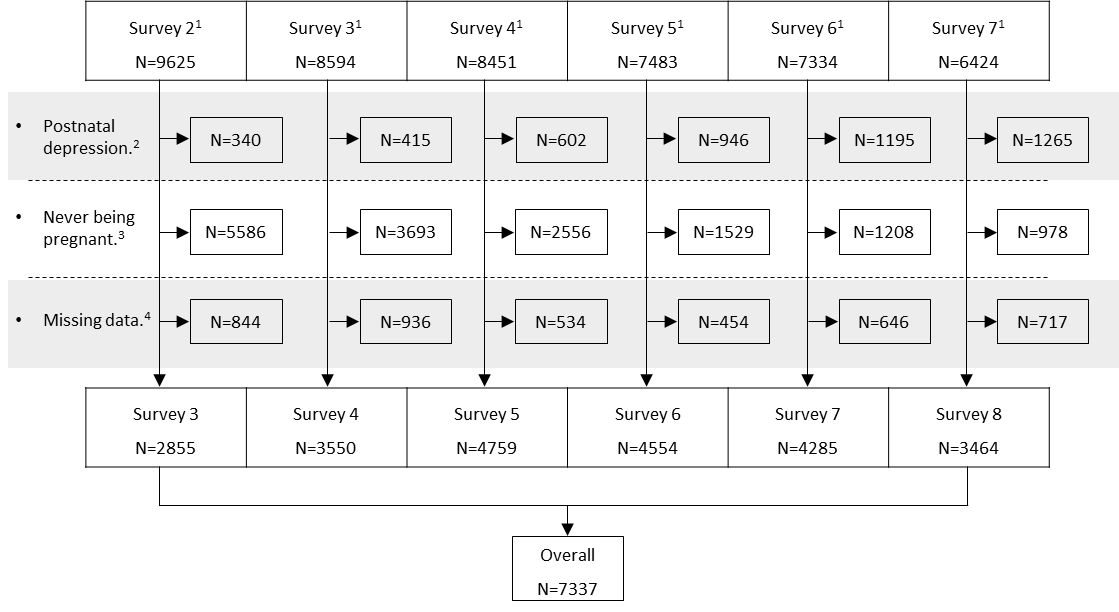 Survey 2¹ Survey 3¹ Survey 4¹ Survey 5¹ Survey 6¹ Survey 7¹
N=9625 N=8594 N=8451 N=7483 N=7334 N=6424
• Postnatal
depression.² N=340 N=415 N=602 N=946 N=1195 N=1265
• Never being
pregnant.³ N=5586 N=3693 N=2556 N=1529 N=1208 N=978
• Missing data.⁴ N=844 N=936 N=534 N=454 N=646 N=717
Survey 3 Survey 4 Survey 5 Survey 6 Survey 7 Survey 8
N=2855 N=3550 N=4759 N=4554 N=4285 N=3464
Overall
N=7337